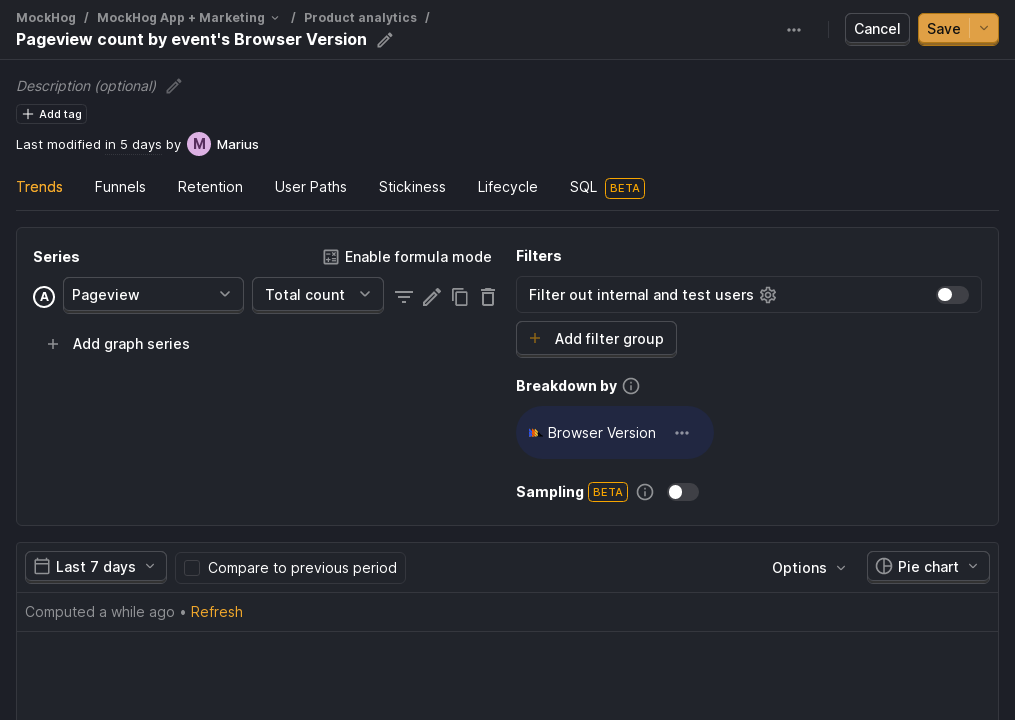 MockHog / MockHog App + Marketing / Product analytics /
Pageview count by event's Browser Version
Cancel
Save
Description (optional)
Add tag
Last modified in 5 days by M Marius
Trends Funnels Retention User Paths Stickiness Lifecycle SQL BETA
Series
Enable formula mode
A Pageview Total count
Add graph series
Filters
Filter out internal and test users
Add filter group
Breakdown by
Browser Version
Sampling BETA
Last 7 days Compare to previous period Options Pie chart
Computed a while ago • Refresh